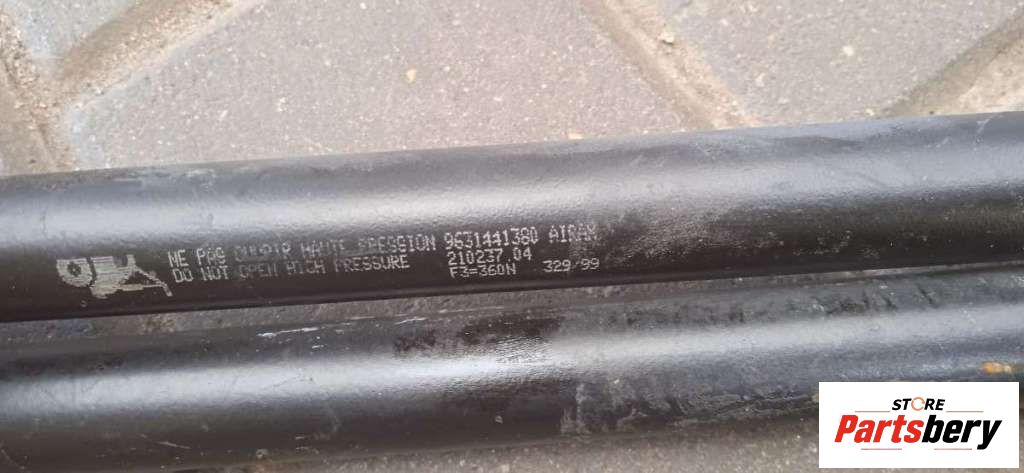 NE PAS OUVRIR HAUTE PRESSION 9631441380 AIRAX
DO NOT OPEN HIGH PRESSURE 210237.04
F3=360N 329/99
STORE
Partsbery